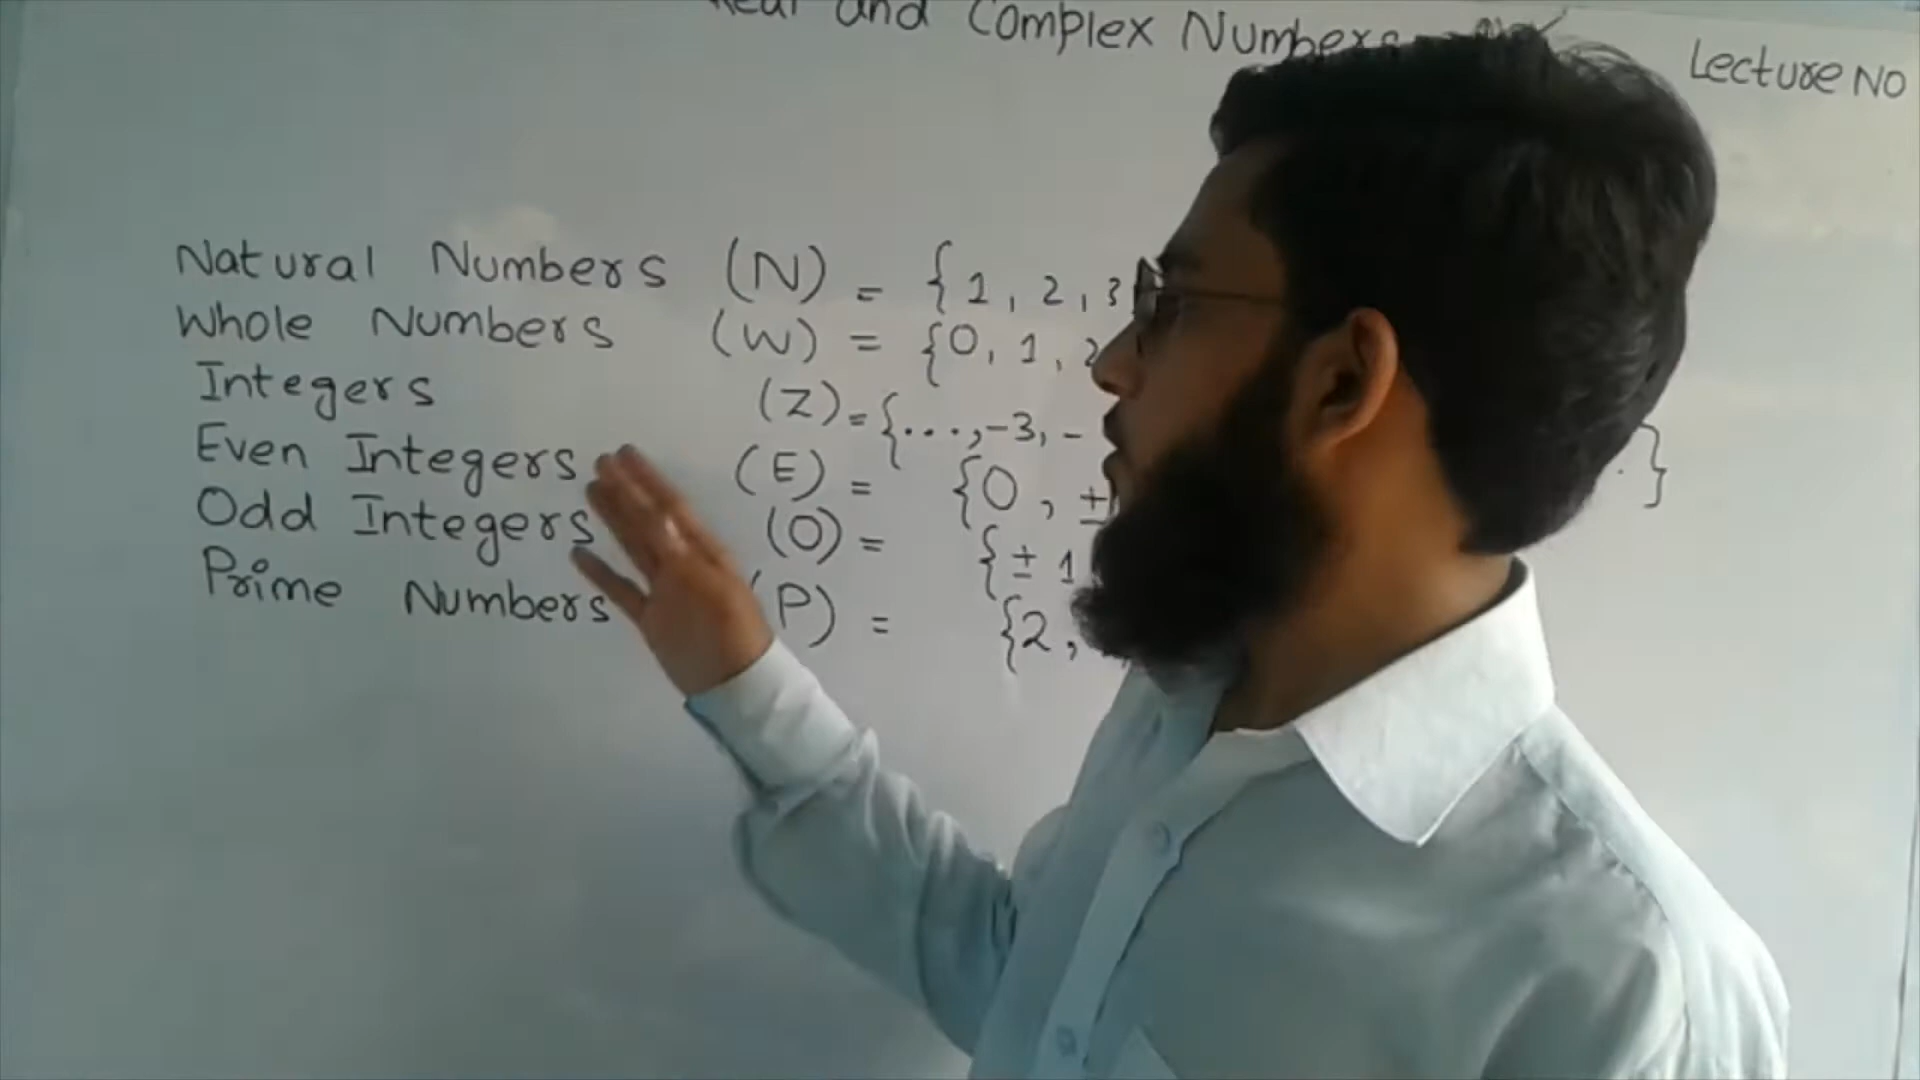 and Complex Numbers
Lecture No
Natural Numbers (N) = {1, 2, 3
Whole Numbers (W) = {0, 1, 2
Integers (Z) = {...,-3, - . }
Even Integers (E) = {0, ±
Odd Integers (O) = {± 1
Prime Numbers (P) = {2,